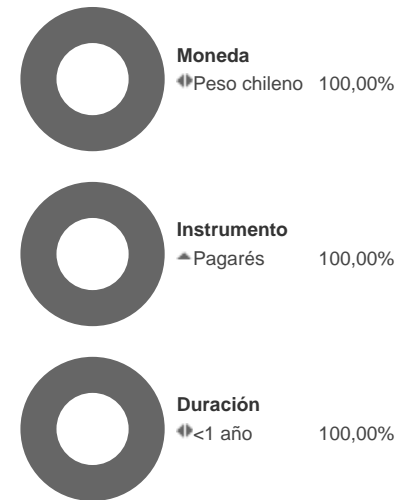 Moneda
Peso chileno 100,00%
Instrumento
Pagarés 100,00%
Duración
<1 año 100,00%